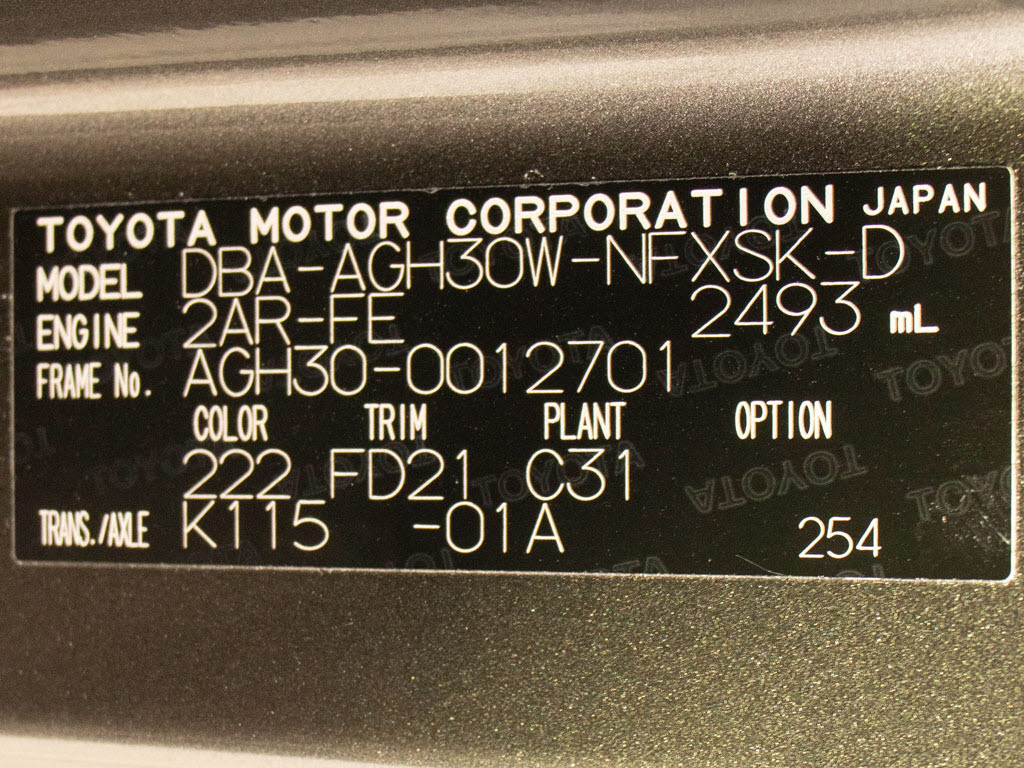 TOYOTA MOTOR CORPORATION JAPAN
MODEL DBA-AGH30W-NFXSK-D
ENGINE 2AR-FE 2493 mL
FRAME No. AGH30-0012701
COLOR TRIM PLANT OPTION
222 FD21 C31
TRANS./AXLE K115 -01A 254